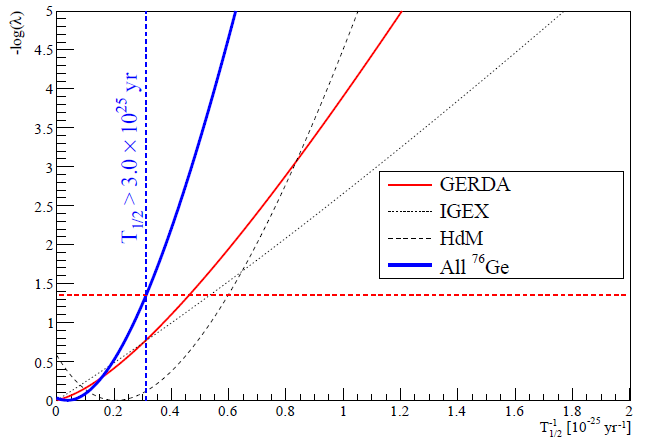 -log(λ)
5
4.5
4
3.5
3
2.5
2
1.5
1
0.5
0
T1/2 > 3.0 × 10^25 yr
GERDA
IGEX
HdM
All ^76Ge
0 0.2 0.4 0.6 0.8 1 1.2 1.4 1.6 1.8 2
T^-1_1/2 [10^-25 yr^-1]